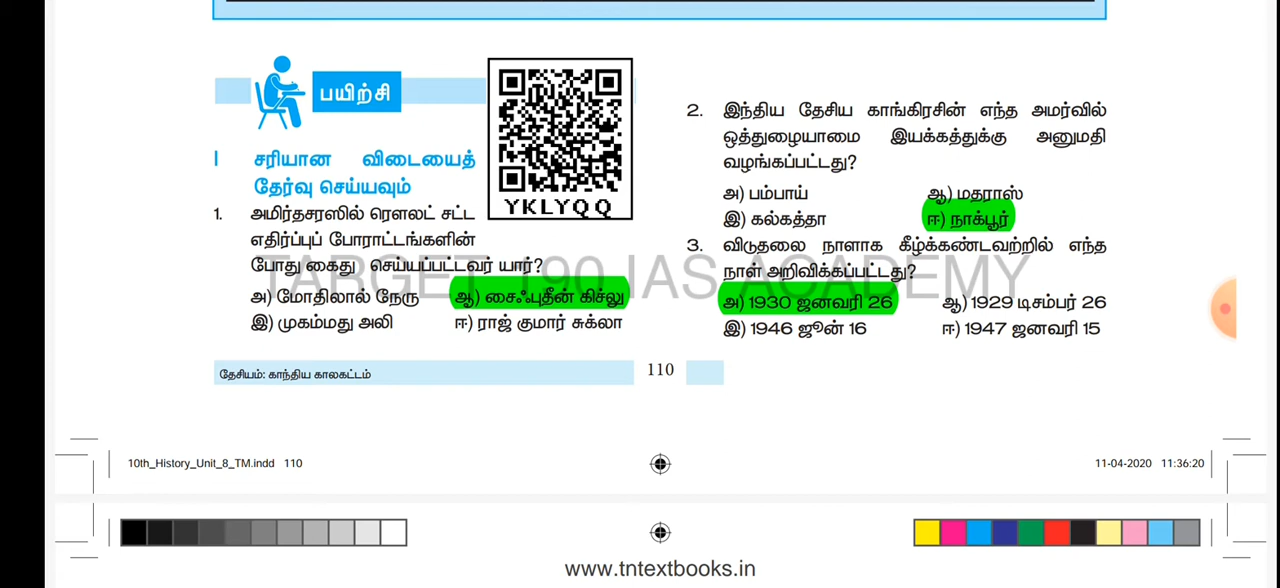 பயிற்சி
I சரியான விடையைத்
தேர்வு செய்யவும்
YKLYQQ
1. அமிர்தசரஸில் ரௌலட் சட்ட
எதிர்ப்புப் போராட்டங்களின்
போது கைது செய்யப்பட்டவர் யார்?
அ) மோதிலால் நேரு ஆ) சைஃபுதீன் கிச்லு
இ) முகம்மது அலி ஈ) ராஜ் குமார் சுக்லா
2. இந்திய தேசிய காங்கிரசின் எந்த அமர்வில்
ஒத்துழையாமை இயக்கத்துக்கு அனுமதி
வழங்கப்பட்டது?
அ) பம்பாய் ஆ) மதராஸ்
இ) கல்கத்தா ஈ) நாக்பூர்
3. விடுதலை நாளாக கீழ்க்கண்டவற்றில் எந்த
நாள் அறிவிக்கப்பட்டது?
அ) 1930 ஜனவரி 26 ஆ) 1929 டிசம்பர் 26
இ) 1946 ஜூன் 16 ஈ) 1947 ஜனவரி 15
TARGET 190 IAS ACADEMY
தேசியம்: காந்திய காலகட்டம் 110
10th_History_Unit_8_TM.indd 110 11-04-2020 11:36:20
www.tntextbooks.in